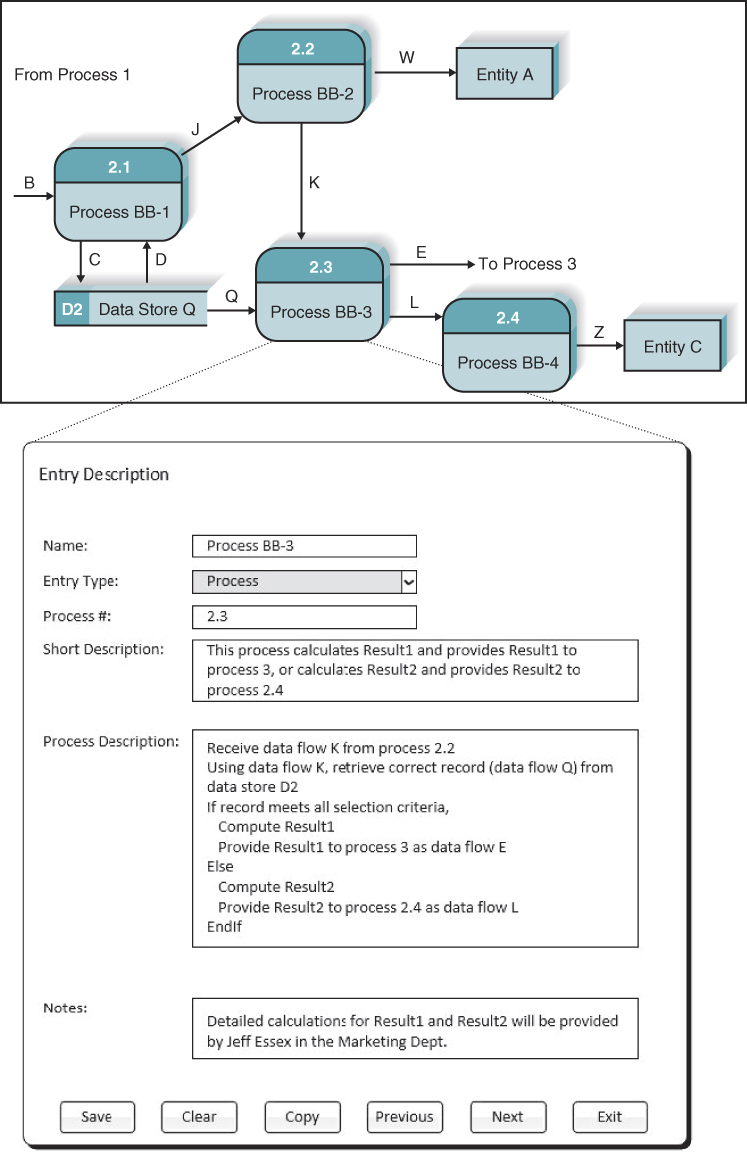 2.2
W
From Process 1
Process BB-2
Entity A
J
2.1
B
K
Process BB-1
C
D
2.3
E
To Process 3
D2 Data Store Q
Q
Process BB-3
L
2.4
Z
Process BB-4
Entity C
Entry Description
Name: Process BB-3
Entry Type: Process
Process #: 2.3
Short Description: This process calculates Result1 and provides Result1 to
process 3, or calculates Result2 and provides Result2 to
process 2.4
Process Description:
Receive data flow K from process 2.2
Using data flow K, retrieve correct record (data flow Q) from
data store D2
If record meets all selection criteria,
Compute Result1
Provide Result1 to process 3 as data flow E
Else
Compute Result2
Provide Result2 to process 2.4 as data flow L
EndIf
Notes:
Detailed calculations for Result1 and Result2 will be provided
by Jeff Essex in the Marketing Dept.
Save Clear Copy Previous Next Exit